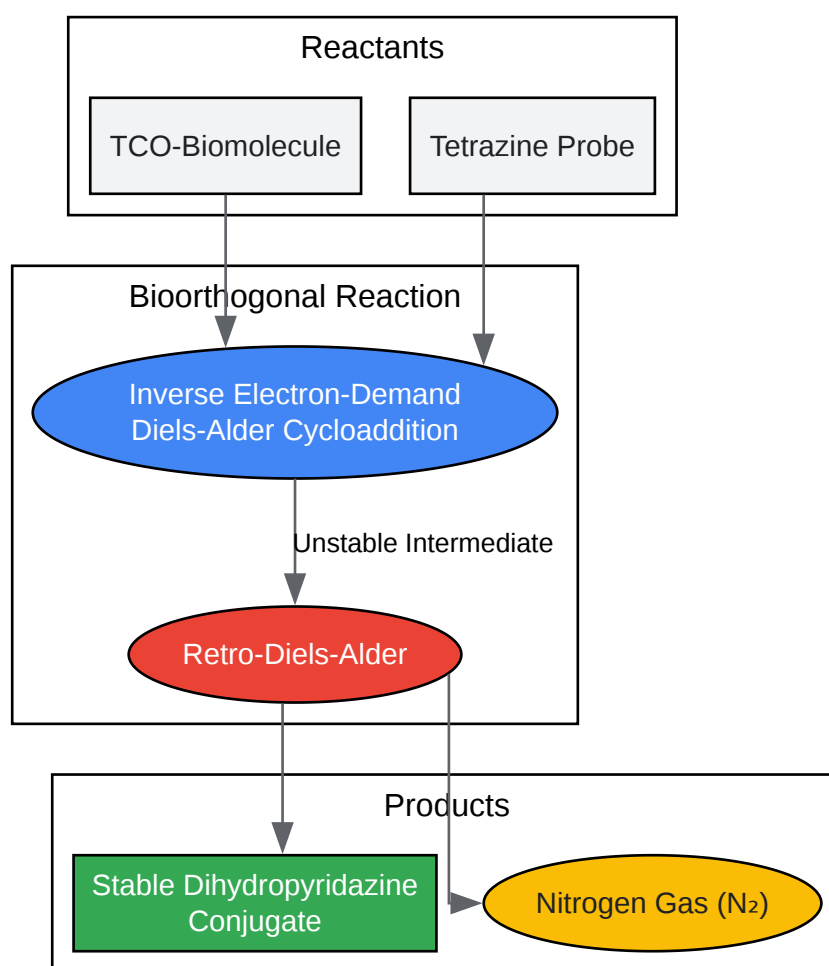 Reactants
TCO-Biomolecule
Tetrazine Probe
Bioorthogonal Reaction
Inverse Electron-Demand
Diels-Alder Cycloaddition
Unstable Intermediate
Retro-Diels-Alder
Products
Stable Dihydropyridazine
Conjugate
Nitrogen Gas (N₂)